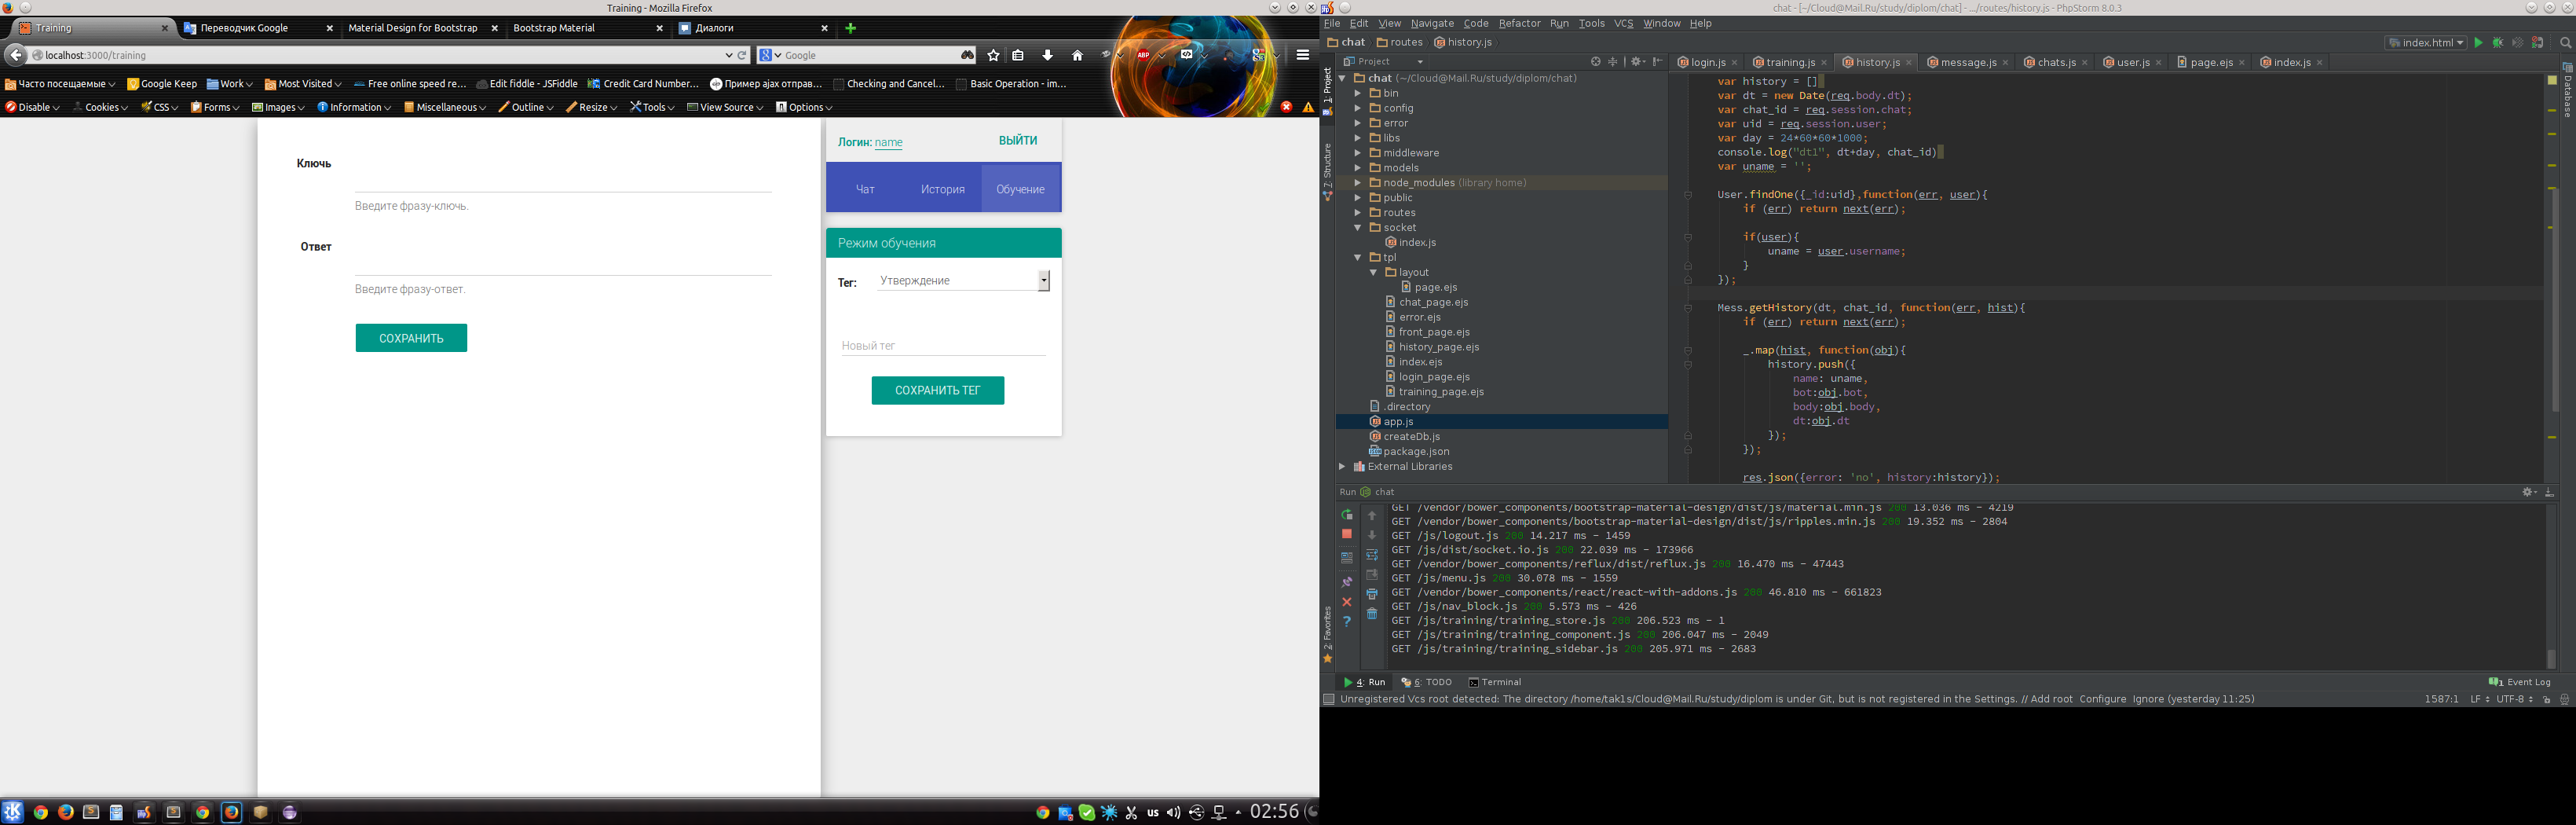 Training - Mozilla Firefox
Training
Переводчик Google
Material Design for Bootstrap
Bootstrap Material
Диалоги
localhost:3000/training
Google
Часто посещаемые
Google Keep
Work
Most Visited
Free online speed re...
Edit fiddle - JSFiddle
Credit Card Number...
Пример ajax отправ...
Checking and Cancel...
Basic Operation - im...
Disable
Cookies
CSS
Forms
Images
Information
Miscellaneous
Outline
Resize
Tools
View Source
Options
Ключь
Введите фразу-ключь.
Ответ
Введите фразу-ответ.
СОХРАНИТЬ
Логин: name
ВЫЙТИ
Чат
История
Обучение
Режим обучения
Тег:
Утверждение
Новый тег
СОХРАНИТЬ ТЕГ
us
02:56
chat - [~/Cloud@Mail.Ru/study/diplom/chat] - .../routes/history.js - PhpStorm 8.0.3
File Edit View Navigate Code Refactor Run Tools VCS Window Help
chat
routes
history.js
index.html
Project
login.js
training.js
history.js
message.js
chats.js
user.js
page.ejs
index.js
1: Project
7: Structure
2: Favorites
Database
chat (~/Cloud@Mail.Ru/study/diplom/chat)
bin
config
error
libs
middleware
models
node_modules (library home)
public
routes
socket
index.js
tpl
layout
page.ejs
chat_page.ejs
error.ejs
front_page.ejs
history_page.ejs
index.ejs
login_page.ejs
training_page.ejs
.directory
app.js
createDb.js
package.json
External Libraries
var history = []
var dt = new Date(req.body.dt);
var chat_id = req.session.chat;
var uid = req.session.user;
var day = 24*60*60*1000;
console.log("dt1", dt+day, chat_id)
var uname = '';
User.findOne({_id:uid},function(err, user){
if (err) return next(err);
if(user){
uname = user.username;
}
});
Mess.getHistory(dt, chat_id, function(err, hist){
if (err) return next(err);
_.map(hist, function(obj){
history.push({
name: uname,
bot:obj.bot,
body:obj.body,
dt:obj.dt
});
});
res.json({error: 'no', history:history});
Run chat
GET /vendor/bower_components/bootstrap-material-design/dist/js/material.min.js 200 13.036 ms - 4219
GET /vendor/bower_components/bootstrap-material-design/dist/js/ripples.min.js 200 19.352 ms - 2804
GET /js/logout.js 200 14.217 ms - 1459
GET /js/dist/socket.io.js 200 22.039 ms - 173966
GET /vendor/bower_components/reflux/dist/reflux.js 200 16.470 ms - 47443
GET /js/menu.js 200 30.078 ms - 1559
GET /vendor/bower_components/react/react-with-addons.js 200 46.810 ms - 661823
GET /js/nav_block.js 200 5.573 ms - 426
GET /js/training/training_store.js 200 206.523 ms - 1
GET /js/training/training_component.js 200 206.047 ms - 2049
GET /js/training/training_sidebar.js 200 205.971 ms - 2683
4: Run
6: TODO
Terminal
1 Event Log
Unregistered Vcs root detected: The directory /home/tak1s/Cloud@Mail.Ru/study/diplom is under Git, but is not registered in the Settings. // Add root Configure Ignore (yesterday 11:25)
1587:1 LF UTF-8